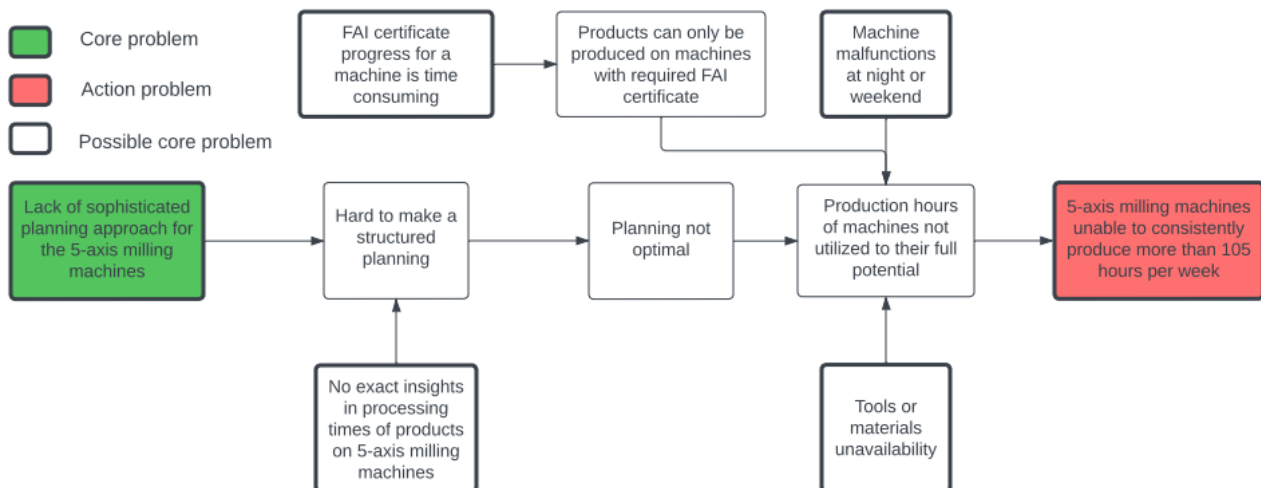 Core problem
Action problem
Possible core problem
FAI certificate
progress for a
machine is time
consuming
Products can only be
produced on machines
with required FAI
certificate
Machine
malfunctions
at night or
weekend
Lack of sophisticated
planning approach for
the 5-axis milling
machines
Hard to make a
structured
planning
Planning not
optimal
Production hours
of machines not
utilized to their full
potential
5-axis milling machines
unable to consistently
produce more than 105
hours per week
No exact insights
in processing
times of products
on 5-axis milling
machines
Tools or
materials
unavailability